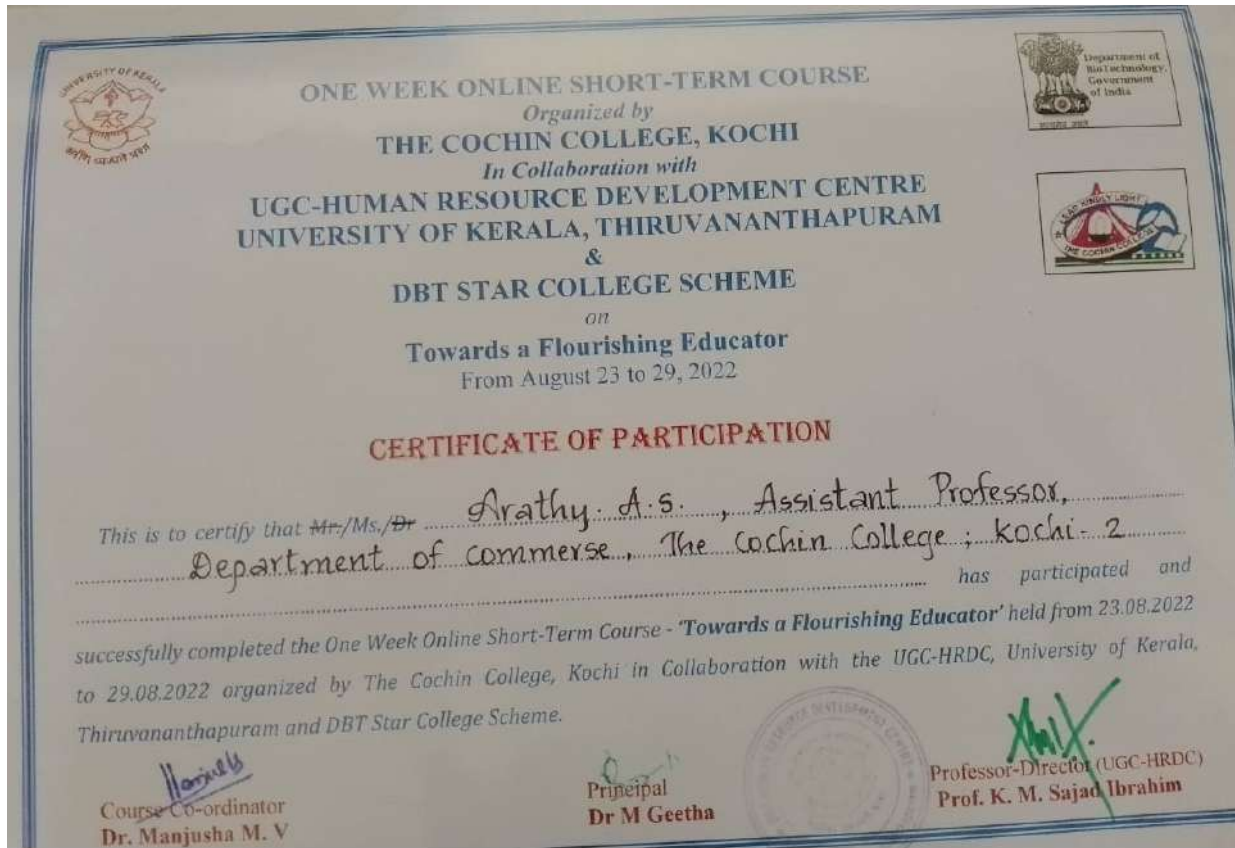 UNIVERSITY OF KERALA
Department of
BioTechnology,
Government
of India
ONE WEEK ONLINE SHORT-TERM COURSE
Organized by
THE COCHIN COLLEGE, KOCHI
In Collaboration with
UGC-HUMAN RESOURCE DEVELOPMENT CENTRE
UNIVERSITY OF KERALA, THIRUVANANTHAPURAM
&
DBT STAR COLLEGE SCHEME
on
Towards a Flourishing Educator
From August 23 to 29, 2022
LEAD KINDLY LIGHT
THE COCHIN COLLEGE
CERTIFICATE OF PARTICIPATION
This is to certify that Mr./Ms./Dr Arathy. A.S. , Assistant Professor,
Department of commerse, The Cochin College ; Kochi-2
has participated and
successfully completed the One Week Online Short-Term Course - 'Towards a Flourishing Educator' held from 23.08.2022
to 29.08.2022 organized by The Cochin College, Kochi in Collaboration with the UGC-HRDC, University of Kerala,
Thiruvananthapuram and DBT Star College Scheme.
Course Co-ordinator
Dr. Manjusha M. V
Principal
Dr M Geetha
Professor-Director (UGC-HRDC)
Prof. K. M. Sajad Ibrahim